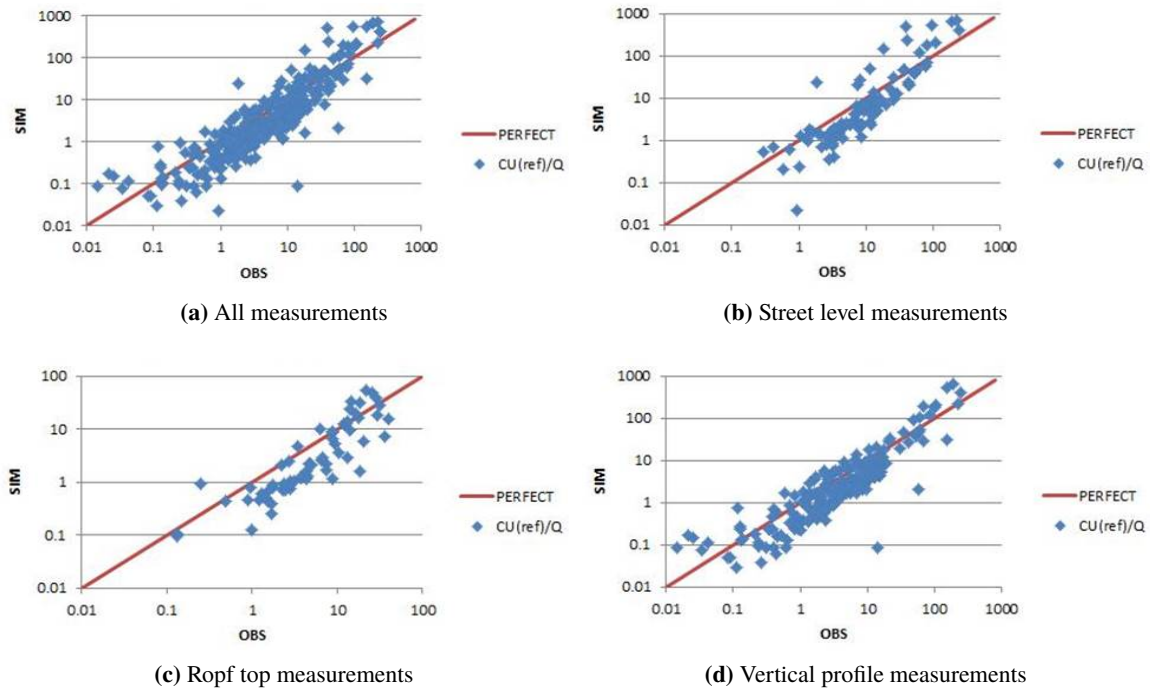 1000
100
10
1
0.1
0.01
SIM
0.01 0.1 1 10 100 1000
OBS
PERFECT
CU(ref)/Q
(a) All measurements
1000
100
10
1
0.1
0.01
SIM
0.01 0.1 1 10 100 1000
OBS
PERFECT
CU(ref)/Q
(b) Street level measurements
100
10
1
0.1
0.01
SIM
0.01 0.1 1 10 100
OBS
PERFECT
CU(ref)/Q
(c) Ropf top measurements
1000
100
10
1
0.1
0.01
SIM
0.01 0.1 1 10 100 1000
OBS
PERFECT
CU(ref)/Q
(d) Vertical profile measurements